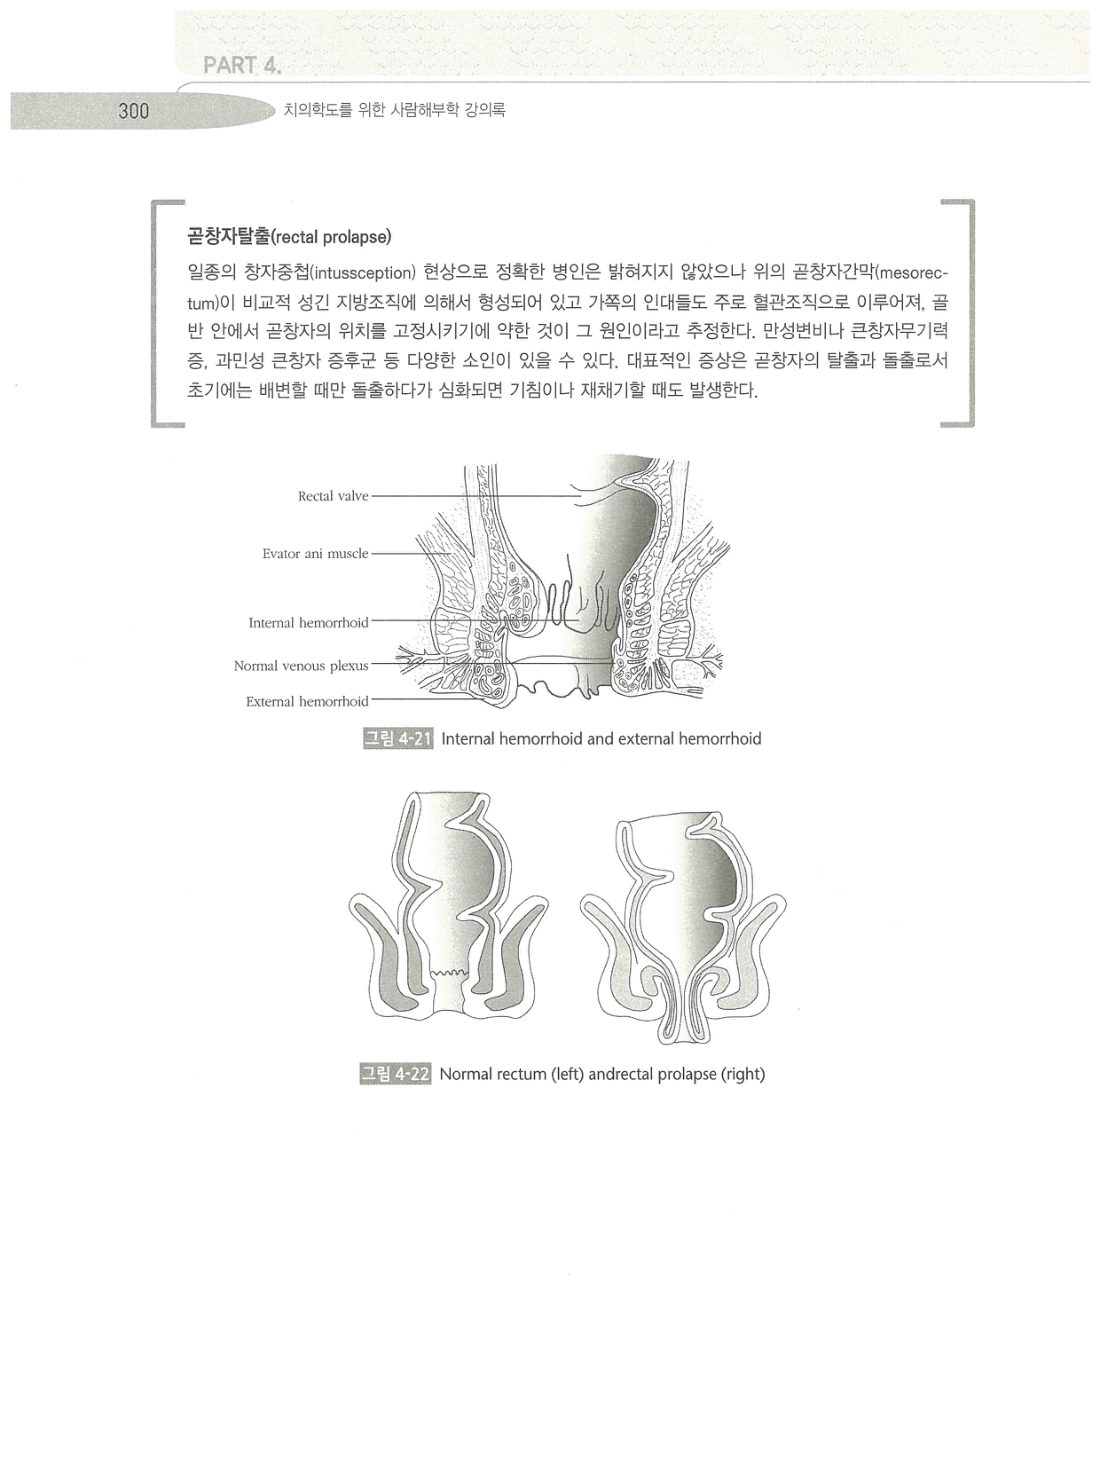 PART 4.
300
치의학도를 위한 사람해부학 강의록
곧창자탈출(rectal prolapse)
일종의 창자중첩(intussception) 현상으로 정확한 병인은 밝혀지지 않았으나 위의 곧창자간막(mesorec-
tum)이 비교적 성긴 지방조직에 의해서 형성되어 있고 가쪽의 인대들도 주로 혈관조직으로 이루어져, 골
반 안에서 곧창자의 위치를 고정시키기에 약한 것이 그 원인이라고 추정한다. 만성변비나 큰창자무기력
증, 과민성 큰창자 증후군 등 다양한 소인이 있을 수 있다. 대표적인 증상은 곧창자의 탈출과 돌출로서
초기에는 배변할 때만 돌출하다가 심화되면 기침이나 재채기할 때도 발생한다.
Rectal valve
Evator ani muscle
Internal hemorrhoid
Normal venous plexus
External hemorrhoid
그림 4-21 Internal hemorrhoid and external hemorrhoid
그림 4-22 Normal rectum (left) andrectal prolapse (right)